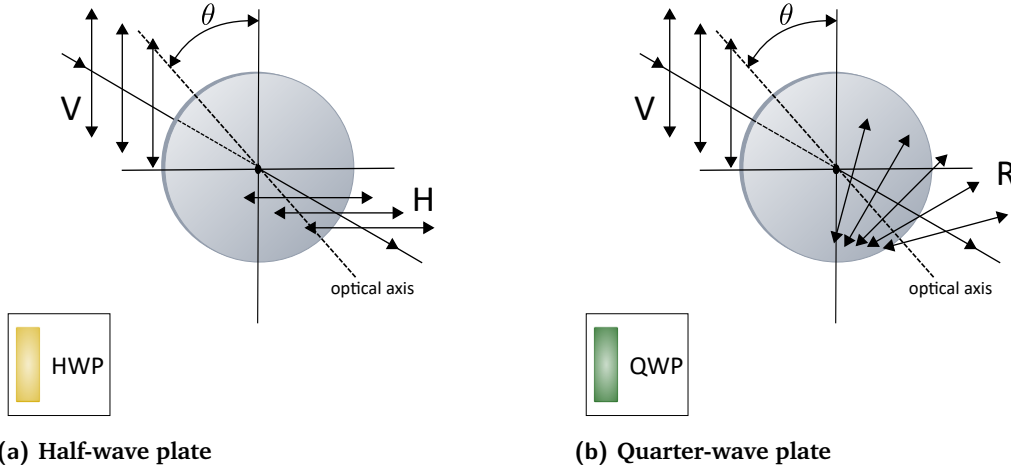 θ
V
H
optical axis
HWP
(a) Half-wave plate
θ
V
R
optical axis
QWP
(b) Quarter-wave plate